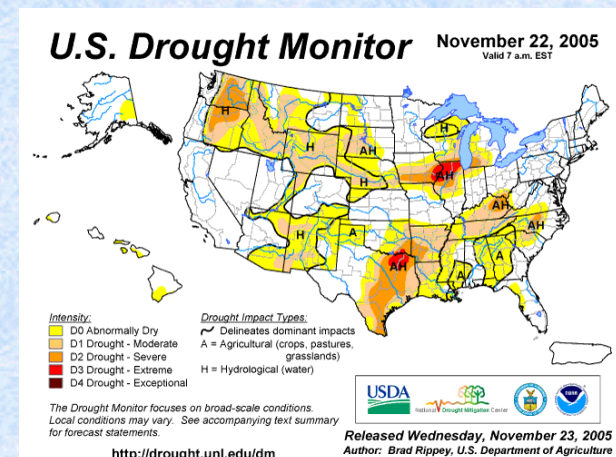 U.S. Drought Monitor
November 22, 2005
Valid 7 a.m. EST
H
H
AH
H
H
AH
AH
AH
H
A
AH
A
A
Intensity:
D0 Abnormally Dry
D1 Drought - Moderate
D2 Drought - Severe
D3 Drought - Extreme
D4 Drought - Exceptional
Drought Impact Types:
Delineates dominant impacts
A = Agricultural (crops, pastures,
grasslands)
H = Hydrological (water)
The Drought Monitor focuses on broad-scale conditions.
Local conditions may vary. See accompanying text summary
for forecast statements.
http://drought.unl.edu/dm
USDA
National Drought Mitigation Center
Released Wednesday, November 23, 2005
Author: Brad Rippey, U.S. Department of Agriculture